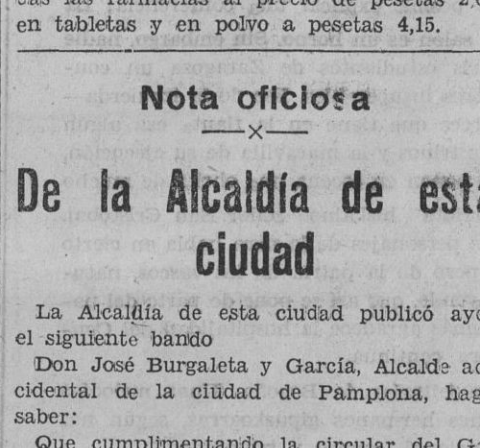 en tabletas y en polvo a pesetas 4,15.
Nota oficiosa
De la Alcaldía de est
ciudad
La Alcaldía de esta ciudad publicó ay
el siguiente bando
Don José Burgaleta y García, Alcalde ac
cidental de la ciudad de Pamplona, hag
saber:
Que cumplimentando la circular del G